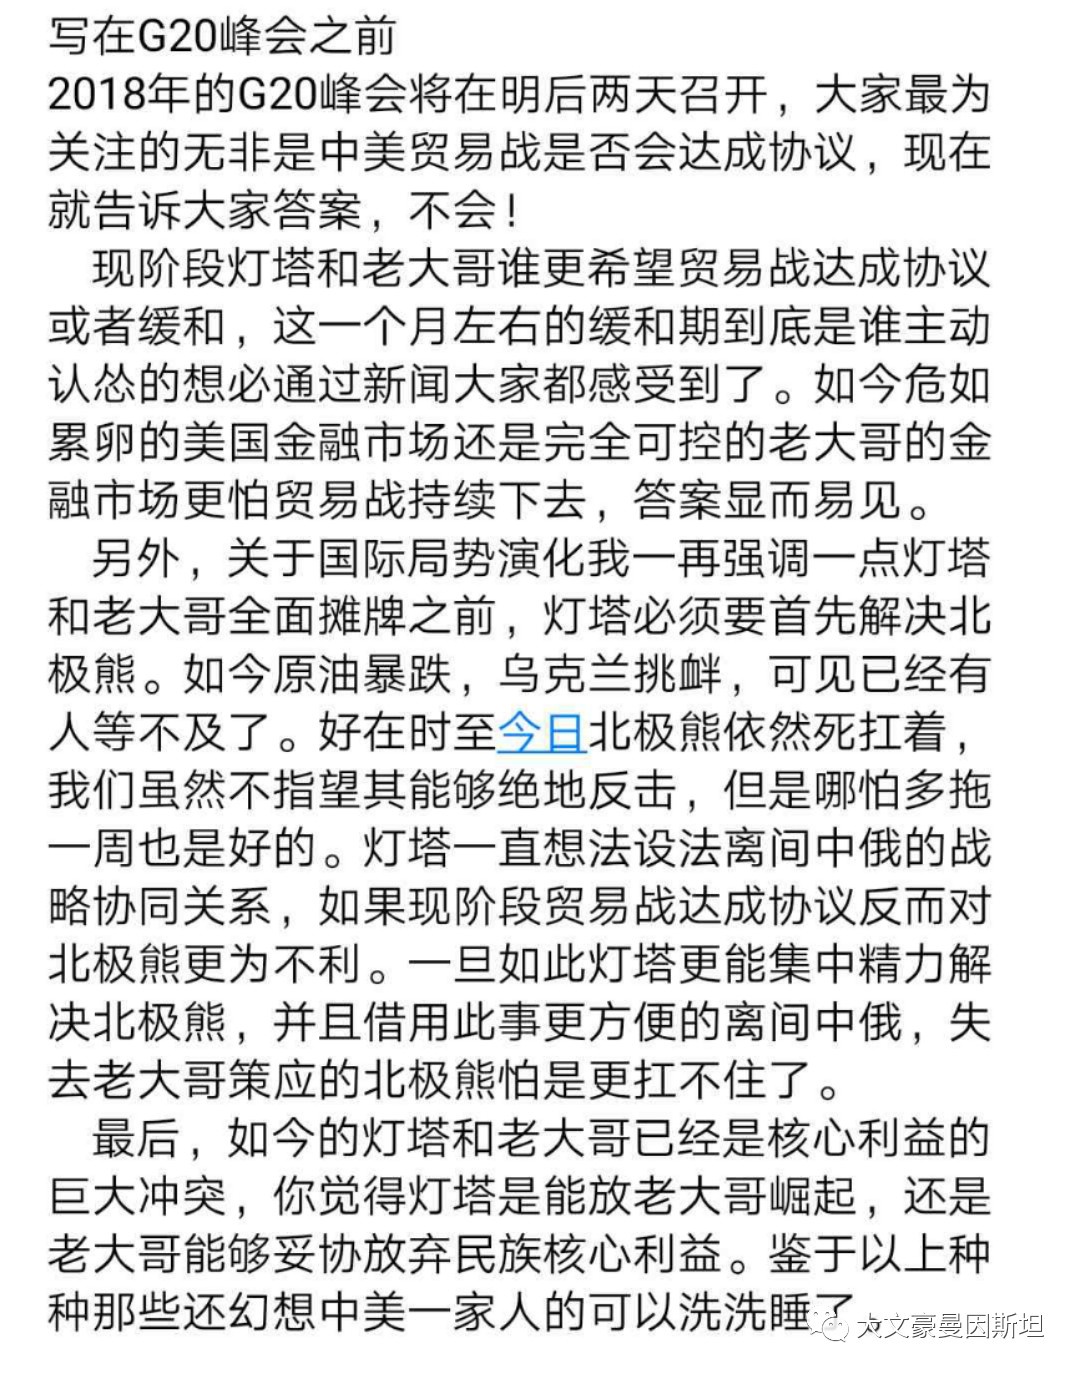 写在G20峰会之前
2018年的G20峰会将在明后两天召开，大家最为
关注的无非是中美贸易战是否会达成协议，现在
就告诉大家答案，不会！
现阶段灯塔和老大哥谁更希望贸易战达成协议
或者缓和，这一个月左右的缓和期到底是谁主动
认怂的想必通过新闻大家都感受到了。如今危如
累卵的美国金融市场还是完全可控的老大哥的金
融市场更怕贸易战持续下去，答案显而易见。
另外，关于国际局势演化我一再强调一点灯塔
和老大哥全面摊牌之前，灯塔必须要首先解决北
极熊。如今原油暴跌，乌克兰挑衅，可见已经有
人等不及了。好在时至今日北极熊依然死扛着，
我们虽然不指望其能够绝地反击，但是哪怕多拖
一周也是好的。灯塔一直想法设法离间中俄的战
略协同关系，如果现阶段贸易战达成协议反而对
北极熊更为不利。一旦如此灯塔更能集中精力解
决北极熊，并且借用此事更方便的离间中俄，失
去老大哥策应的北极熊怕是更扛不住了。
最后，如今的灯塔和老大哥已经是核心利益的
巨大冲突，你觉得灯塔是能放老大哥崛起，还是
老大哥能够妥协放弃民族核心利益。鉴于以上种
种那些还幻想中美一家人的可以洗洗睡了。
大文豪曼因斯坦